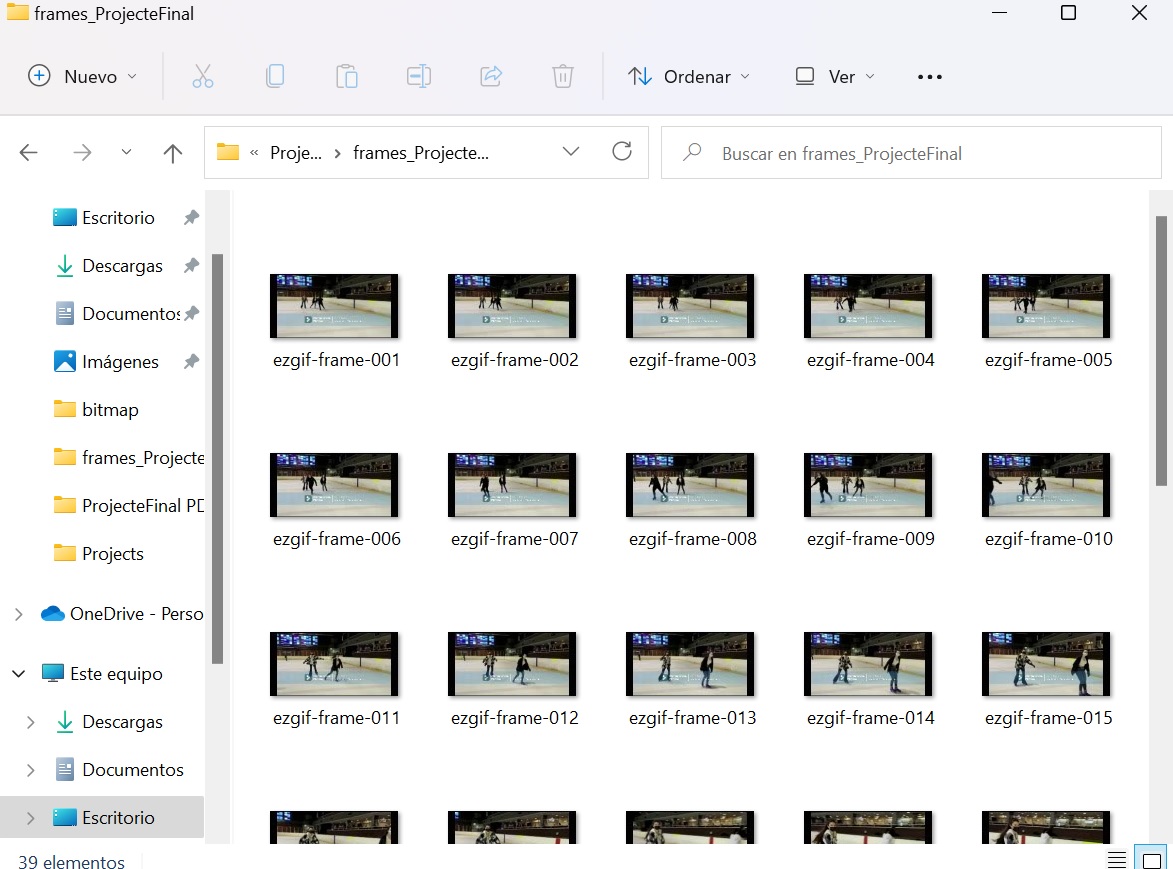 frames_ProjecteFinal
Nuevo
Ordenar
Ver
« Proje... › frames_Projecte...
Buscar en frames_ProjecteFinal
Escritorio
Descargas
Documentos
Imágenes
bitmap
frames_Projecte
ProjecteFinal PD
Projects
OneDrive - Perso
Este equipo
Descargas
Documentos
Escritorio
ezgif-frame-001 ezgif-frame-002 ezgif-frame-003 ezgif-frame-004 ezgif-frame-005
ezgif-frame-006 ezgif-frame-007 ezgif-frame-008 ezgif-frame-009 ezgif-frame-010
ezgif-frame-011 ezgif-frame-012 ezgif-frame-013 ezgif-frame-014 ezgif-frame-015
39 elementos